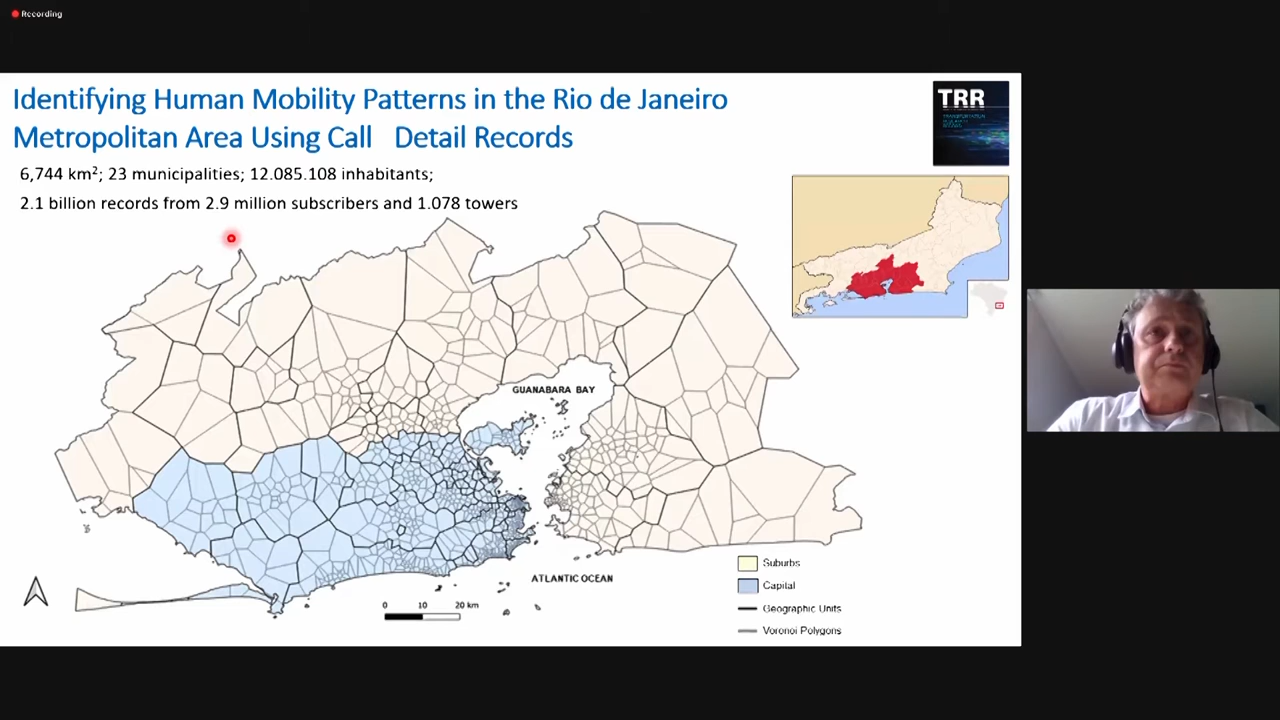 Recording
Identifying Human Mobility Patterns in the Rio de Janeiro
Metropolitan Area Using Call Detail Records
TRR
6,744 km²; 23 municipalities; 12.085.108 inhabitants;
2.1 billion records from 2.9 million subscribers and 1.078 towers
GUANABARA BAY
ATLANTIC OCEAN
0 10 20 km
Suburbs
Capital
Geographic Units
Voronoi Polygons